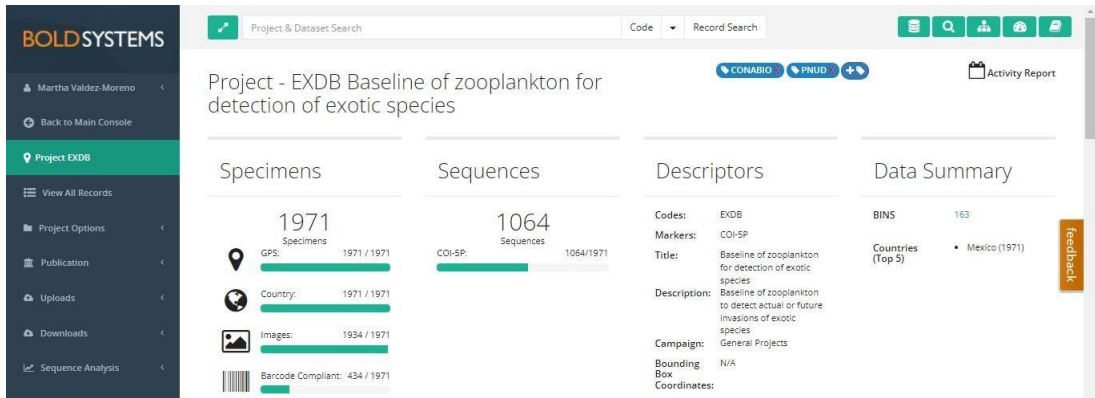 BOLDSYSTEMS
Martha Valdez-Moreno
Back to Main Console
Project EXDB
View All Records
Project Options
Publication
Uploads
Downloads
Sequence Analysis
Project & Dataset Search
Code
Record Search
Project - EXDB Baseline of zooplankton for
detection of exotic species
CONABIO X
PNUD X
+
Activity Report
Specimens
1971
Specimens
GPS: 1971 / 1971
Country: 1971 / 1971
Images: 1934 / 1971
Barcode Compliant: 434 / 1971
Sequences
1064
Sequences
COI-5P: 1064/1971
Descriptors
Codes: EXDB
Markers: COI-5P
Title: Baseline of zooplankton
for detection of exotic
species
Description: Baseline of zooplankton
to detect actual or future
invasions of exotic
species
Campaign: General Projects
Bounding N/A
Box
Coordinates:
Data Summary
BINS 163
Countries • Mexico (1971)
(Top 5)
feedback